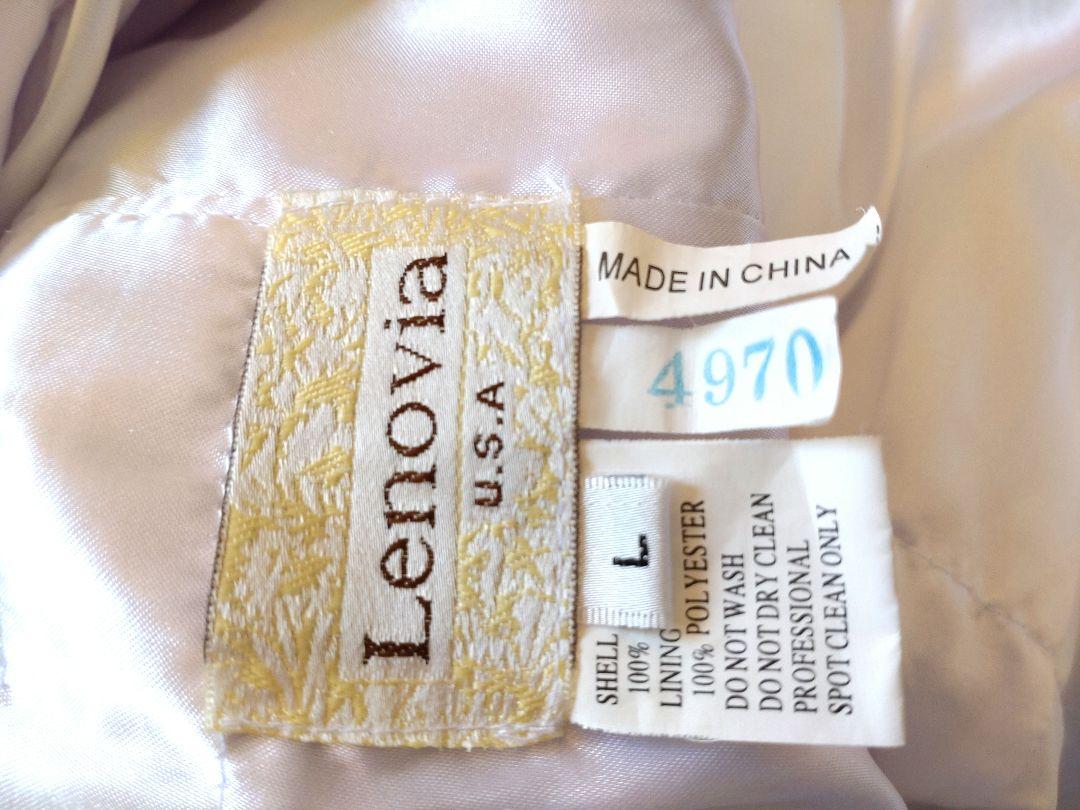 Lenovia
U.S.A
MADE IN CHINA
4970
L
SHELL
100%
LINING
100% POLYESTER
DO NOT WASH
DO NOT DRY CLEAN
PROFESSIONAL
SPOT CLEAN ONLY